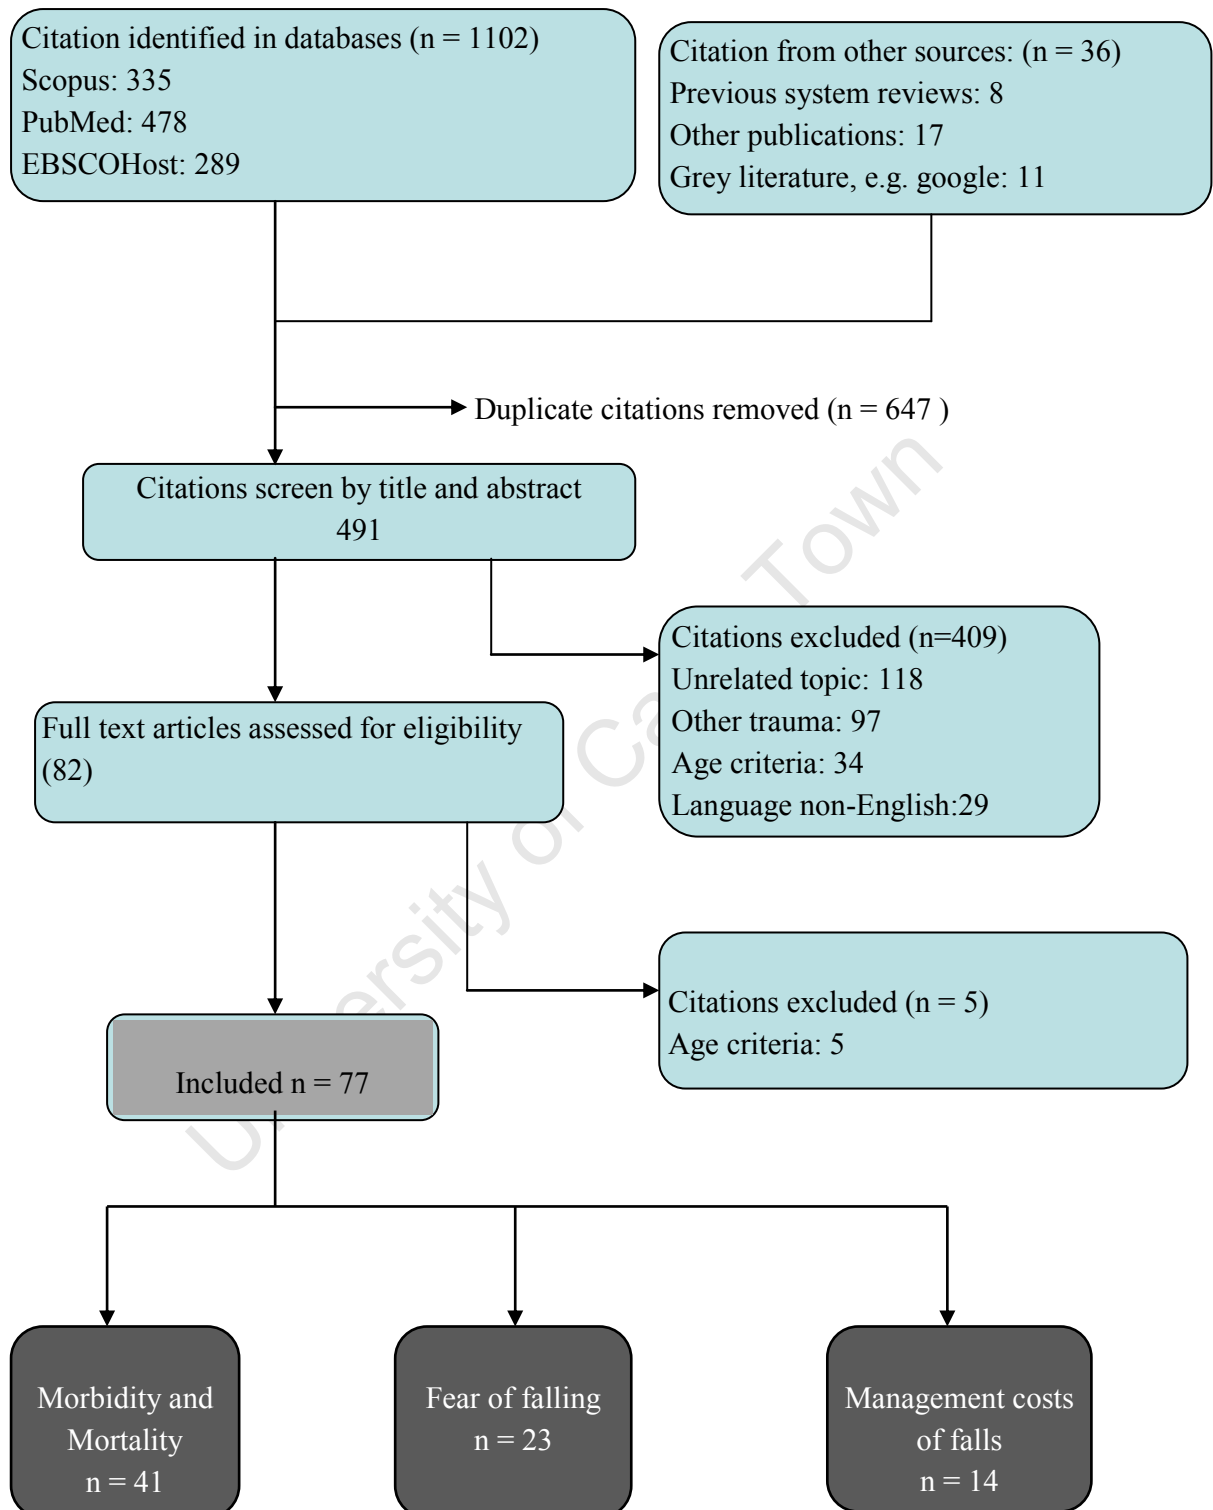 Citation identified in databases (n = 1102)
Scopus: 335
PubMed: 478
EBSCOHost: 289
Citation from other sources: (n = 36)
Previous system reviews: 8
Other publications: 17
Grey literature, e.g. google: 11
Duplicate citations removed (n = 647 )
Citations screen by title and abstract
491
Citations excluded (n=409)
Unrelated topic: 118
Other trauma: 97
Age criteria: 34
Language non-English:29
Full text articles assessed for eligibility
(82)
Citations excluded (n = 5)
Age criteria: 5
Included n = 77
Morbidity and
Mortality
n = 41
Fear of falling
n = 23
Management costs
of falls
n = 14
University of Cape Town